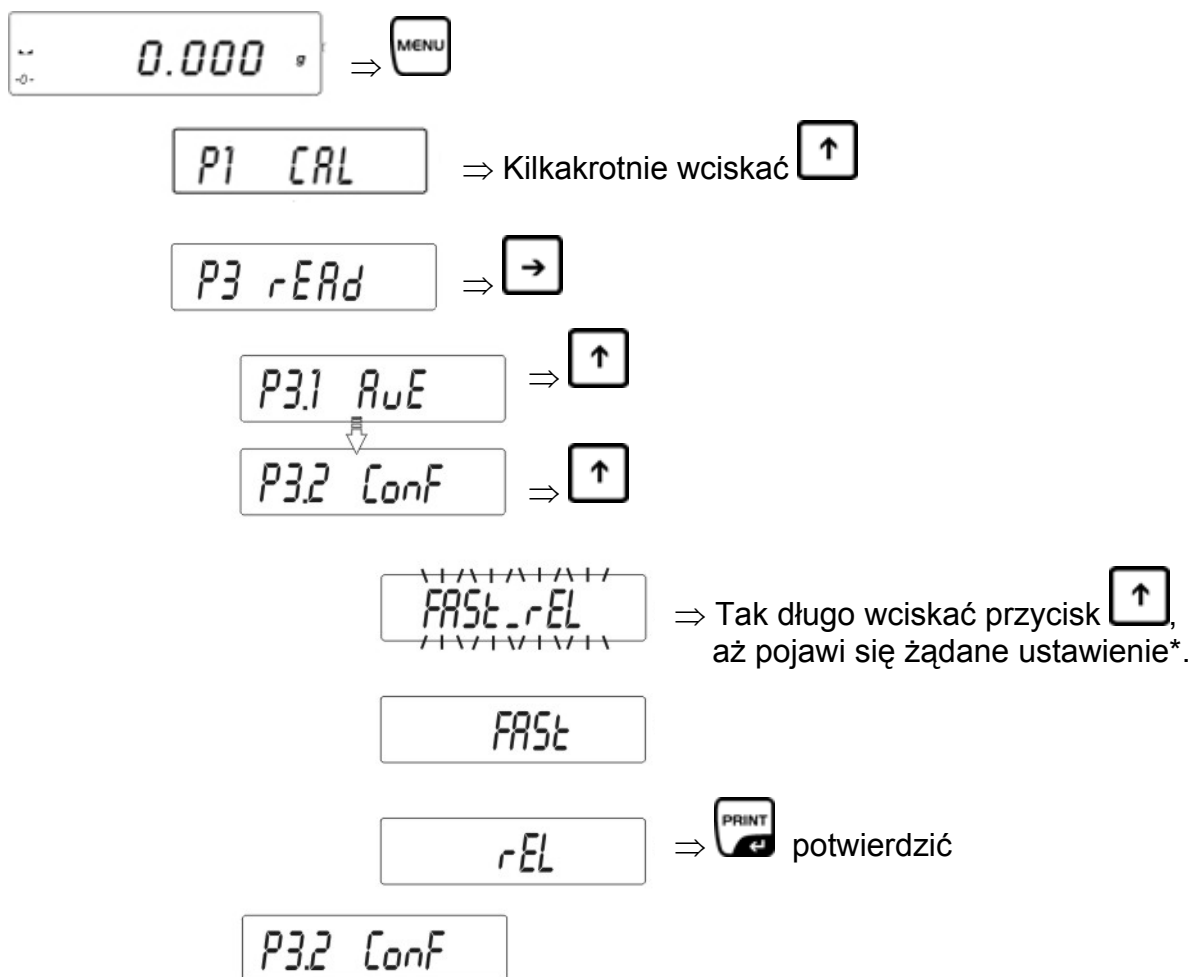 0.000 g
-0-
⇒ MENU
P1 CAL
⇒ Kilkakrotnie wciskać ↑
P3 rEAd
⇒ →
P3.1 AvE
⇒ ↑
P3.2 ConF
⇒ ↑
FASt_rEL
⇒ Tak długo wciskać przycisk ↑,
aż pojawi się żądane ustawienie*.
FASt
rEL
⇒ PRINT potwierdzić
P3.2 ConF